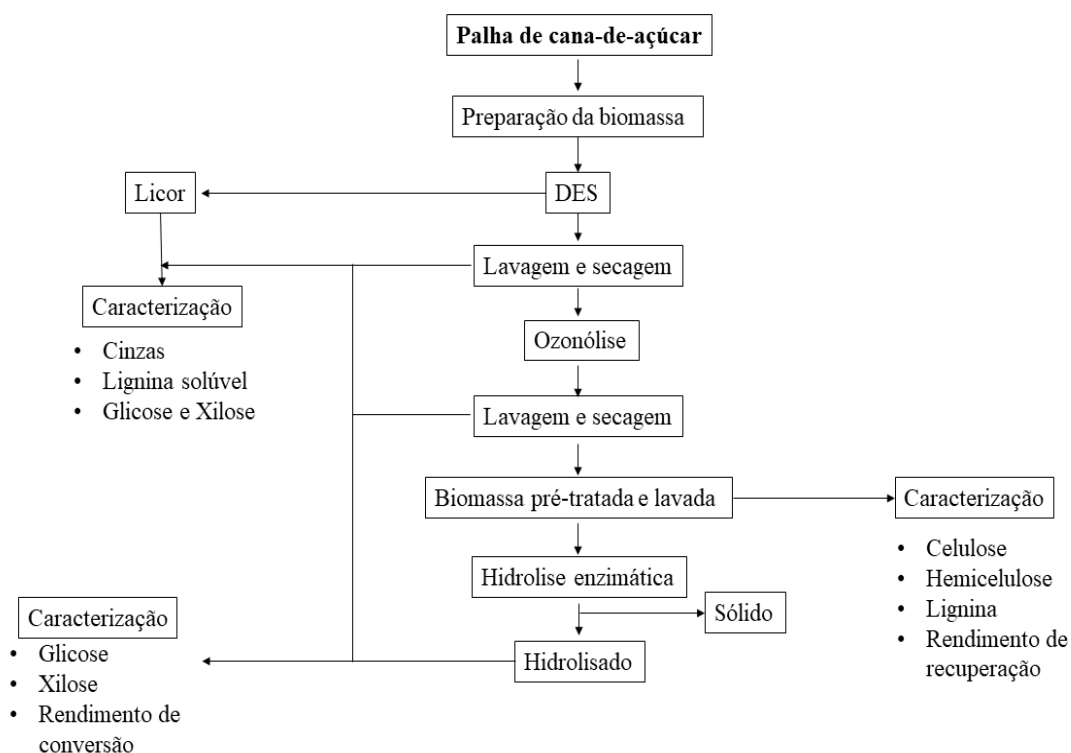 Palha de cana-de-açúcar
Preparação da biomassa
Licor
DES
Lavagem e secagem
Caracterização
• Cinzas
• Lignina solúvel
• Glicose e Xilose
Ozonólise
Lavagem e secagem
Biomassa pré-tratada e lavada
Caracterização
• Celulose
• Hemicelulose
• Lignina
• Rendimento de
recuperação
Hidrolise enzimática
Sólido
Hidrolisado
Caracterização
• Glicose
• Xilose
• Rendimento de
conversão